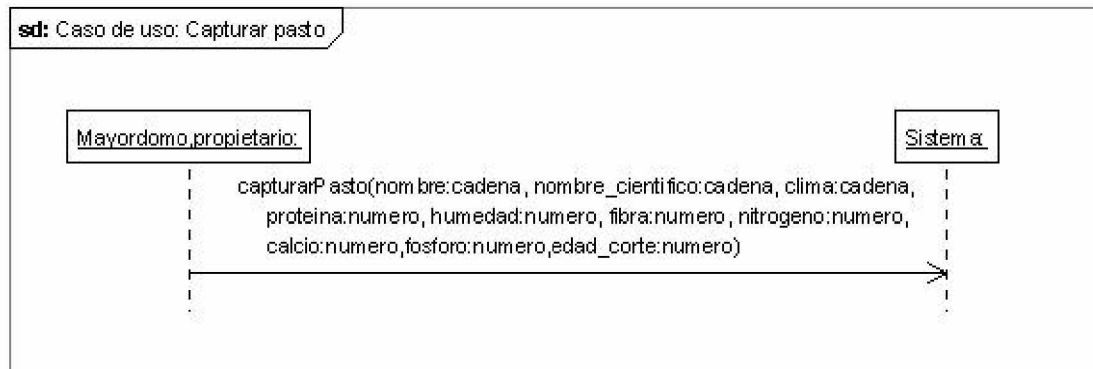 sd: Caso de uso: Capturar pasto
Mayordomo,propietario:
Sistema:
capturarPasto(nombre:cadena, nombre_cientifico:cadena, clima:cadena,
proteina:numero, humedad:numero, fibra:numero, nitrogeno:numero,
calcio:numero,fosforo:numero,edad_corte:numero)